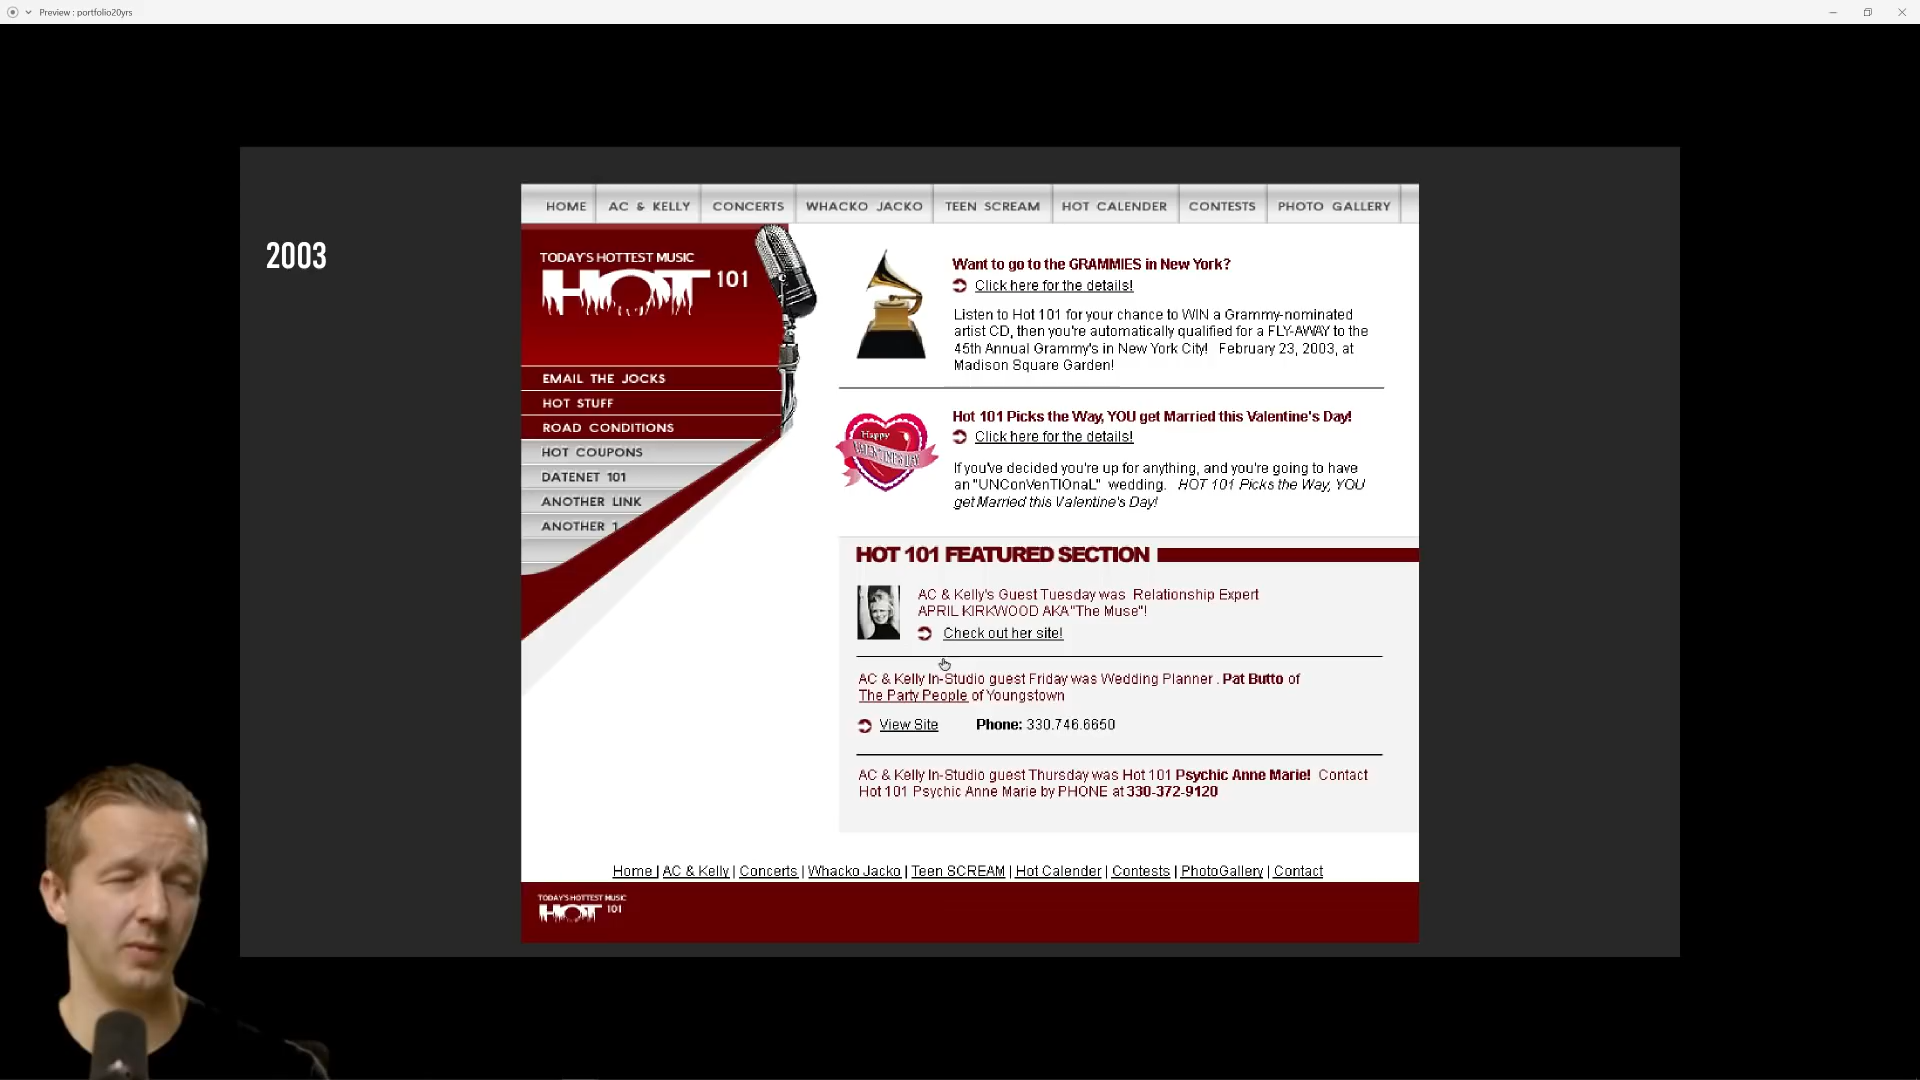 Preview : portfolio20yrs
2003
HOME
AC & KELLY
CONCERTS
WHACKO JACKO
TEEN SCREAM
HOT CALENDER
CONTESTS
PHOTO GALLERY
TODAY'S HOTTEST MUSIC
HOT 101
EMAIL THE JOCKS
HOT STUFF
ROAD CONDITIONS
HOT COUPONS
DATENET 101
ANOTHER LINK
ANOTHER 1
Want to go to the GRAMMIES in New York?
Click here for the details!
Listen to Hot 101 for your chance to WIN a Grammy-nominated
artist CD, then you're automatically qualified for a FLY-AWAY to the
45th Annual Grammy's in New York City! February 23, 2003, at
Madison Square Garden!
Happy
VALENTINE'S DAY
Hot 101 Picks the Way, YOU get Married this Valentine's Day!
Click here for the details!
If you've decided you're up for anything, and you're going to have
an "UNConVenTIOnaL" wedding. HOT 101 Picks the Way, YOU
get Married this Valentine's Day!
HOT 101 FEATURED SECTION
AC & Kelly's Guest Tuesday was Relationship Expert
APRIL KIRKWOOD AKA "The Muse"!
Check out her site!
AC & Kelly In-Studio guest Friday was Wedding Planner . Pat Butto of
The Party People of Youngstown
View Site Phone: 330.746.6650
AC & Kelly In-Studio guest Thursday was Hot 101 Psychic Anne Marie! Contact
Hot 101 Psychic Anne Marie by PHONE at 330-372-9120
Home | AC & Kelly | Concerts | Whacko Jacko | Teen SCREAM | Hot Calender | Contests | PhotoGallery | Contact
TODAY'S HOTTEST MUSIC
HOT 101